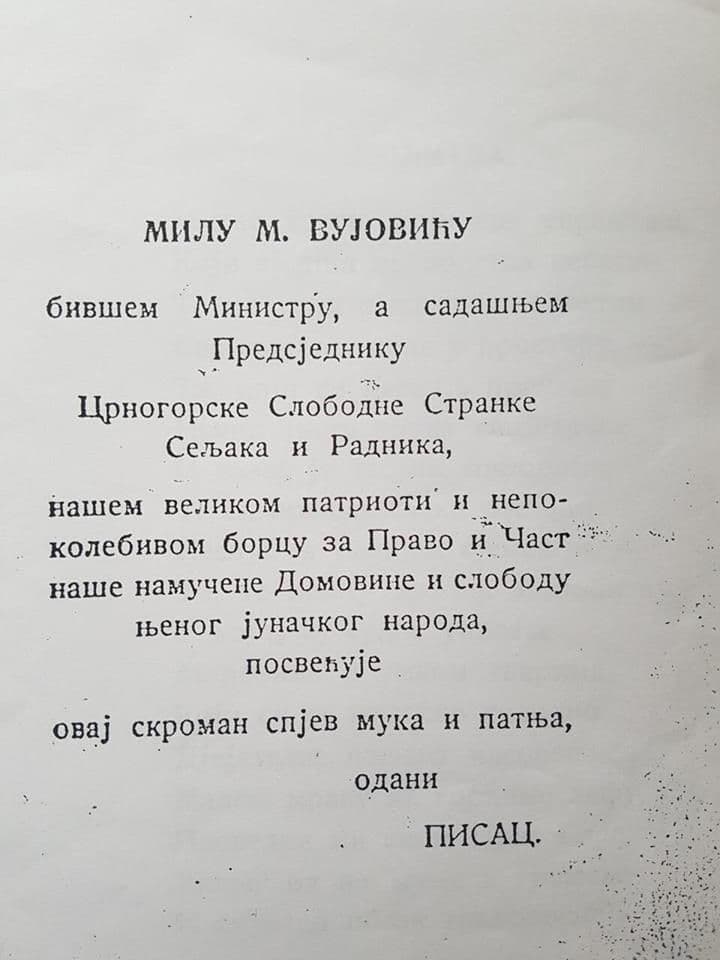 МИЛУ М. ВУЈОВИЋУ
бившем Министру, а садашњем
Предсједнику
Црногорске Слободне Странке
Сељака и Радника,
нашем великом патриоти и непо-
колебивом борцу за Право и Част
наше намучене Домовине и слободу
њеног јуначког народа,
посвећује
овај скроман спјев мука и патња,
одани
ПИСАЦ.